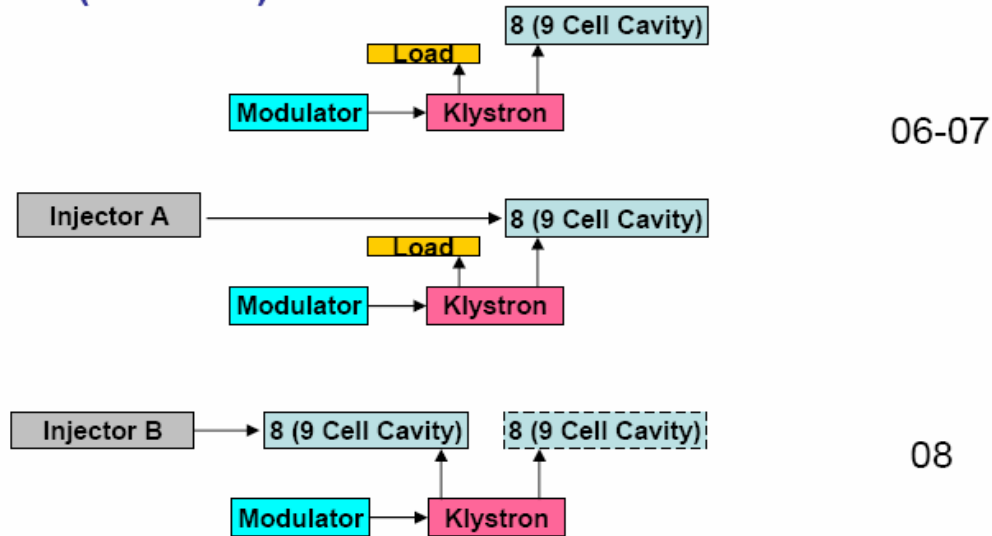 8 (9 Cell Cavity)
Load
Modulator
Klystron
06-07
Injector A
8 (9 Cell Cavity)
Load
Modulator
Klystron
Injector B
8 (9 Cell Cavity)
8 (9 Cell Cavity)
08
Modulator
Klystron